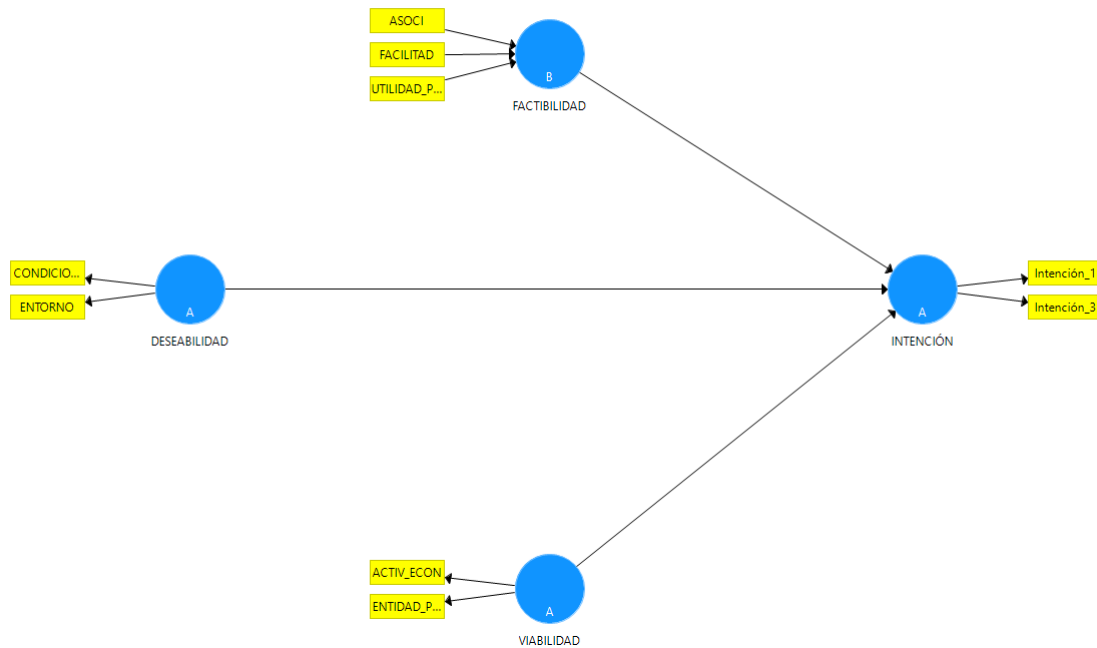 ASOCI
FACILITAD
UTILIDAD_P...
B
FACTIBILIDAD
CONDICIO...
ENTORNO
A
DESEABILIDAD
A
INTENCIÓN
Intención_1
Intención_3
ACTIV_ECON
ENTIDAD_P...
A
VIABILIDAD